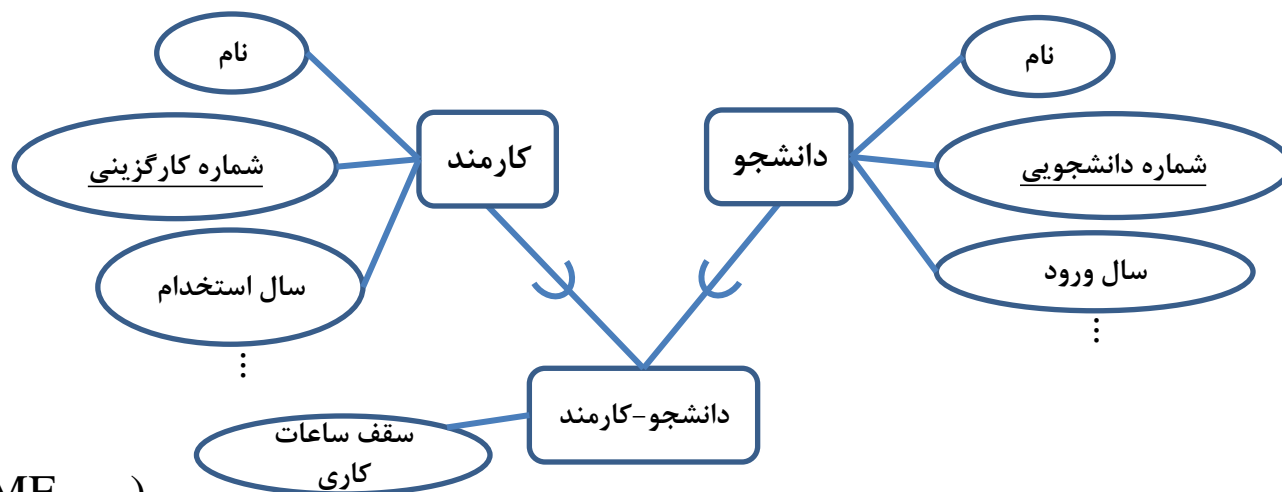 نام
نام
کارمند
دانشجو
شماره کارگزینی
شماره دانشجویی
سال ورود
سال استخدام
...
...
دانشجو-کارمند
سقف ساعات
کاری
...)